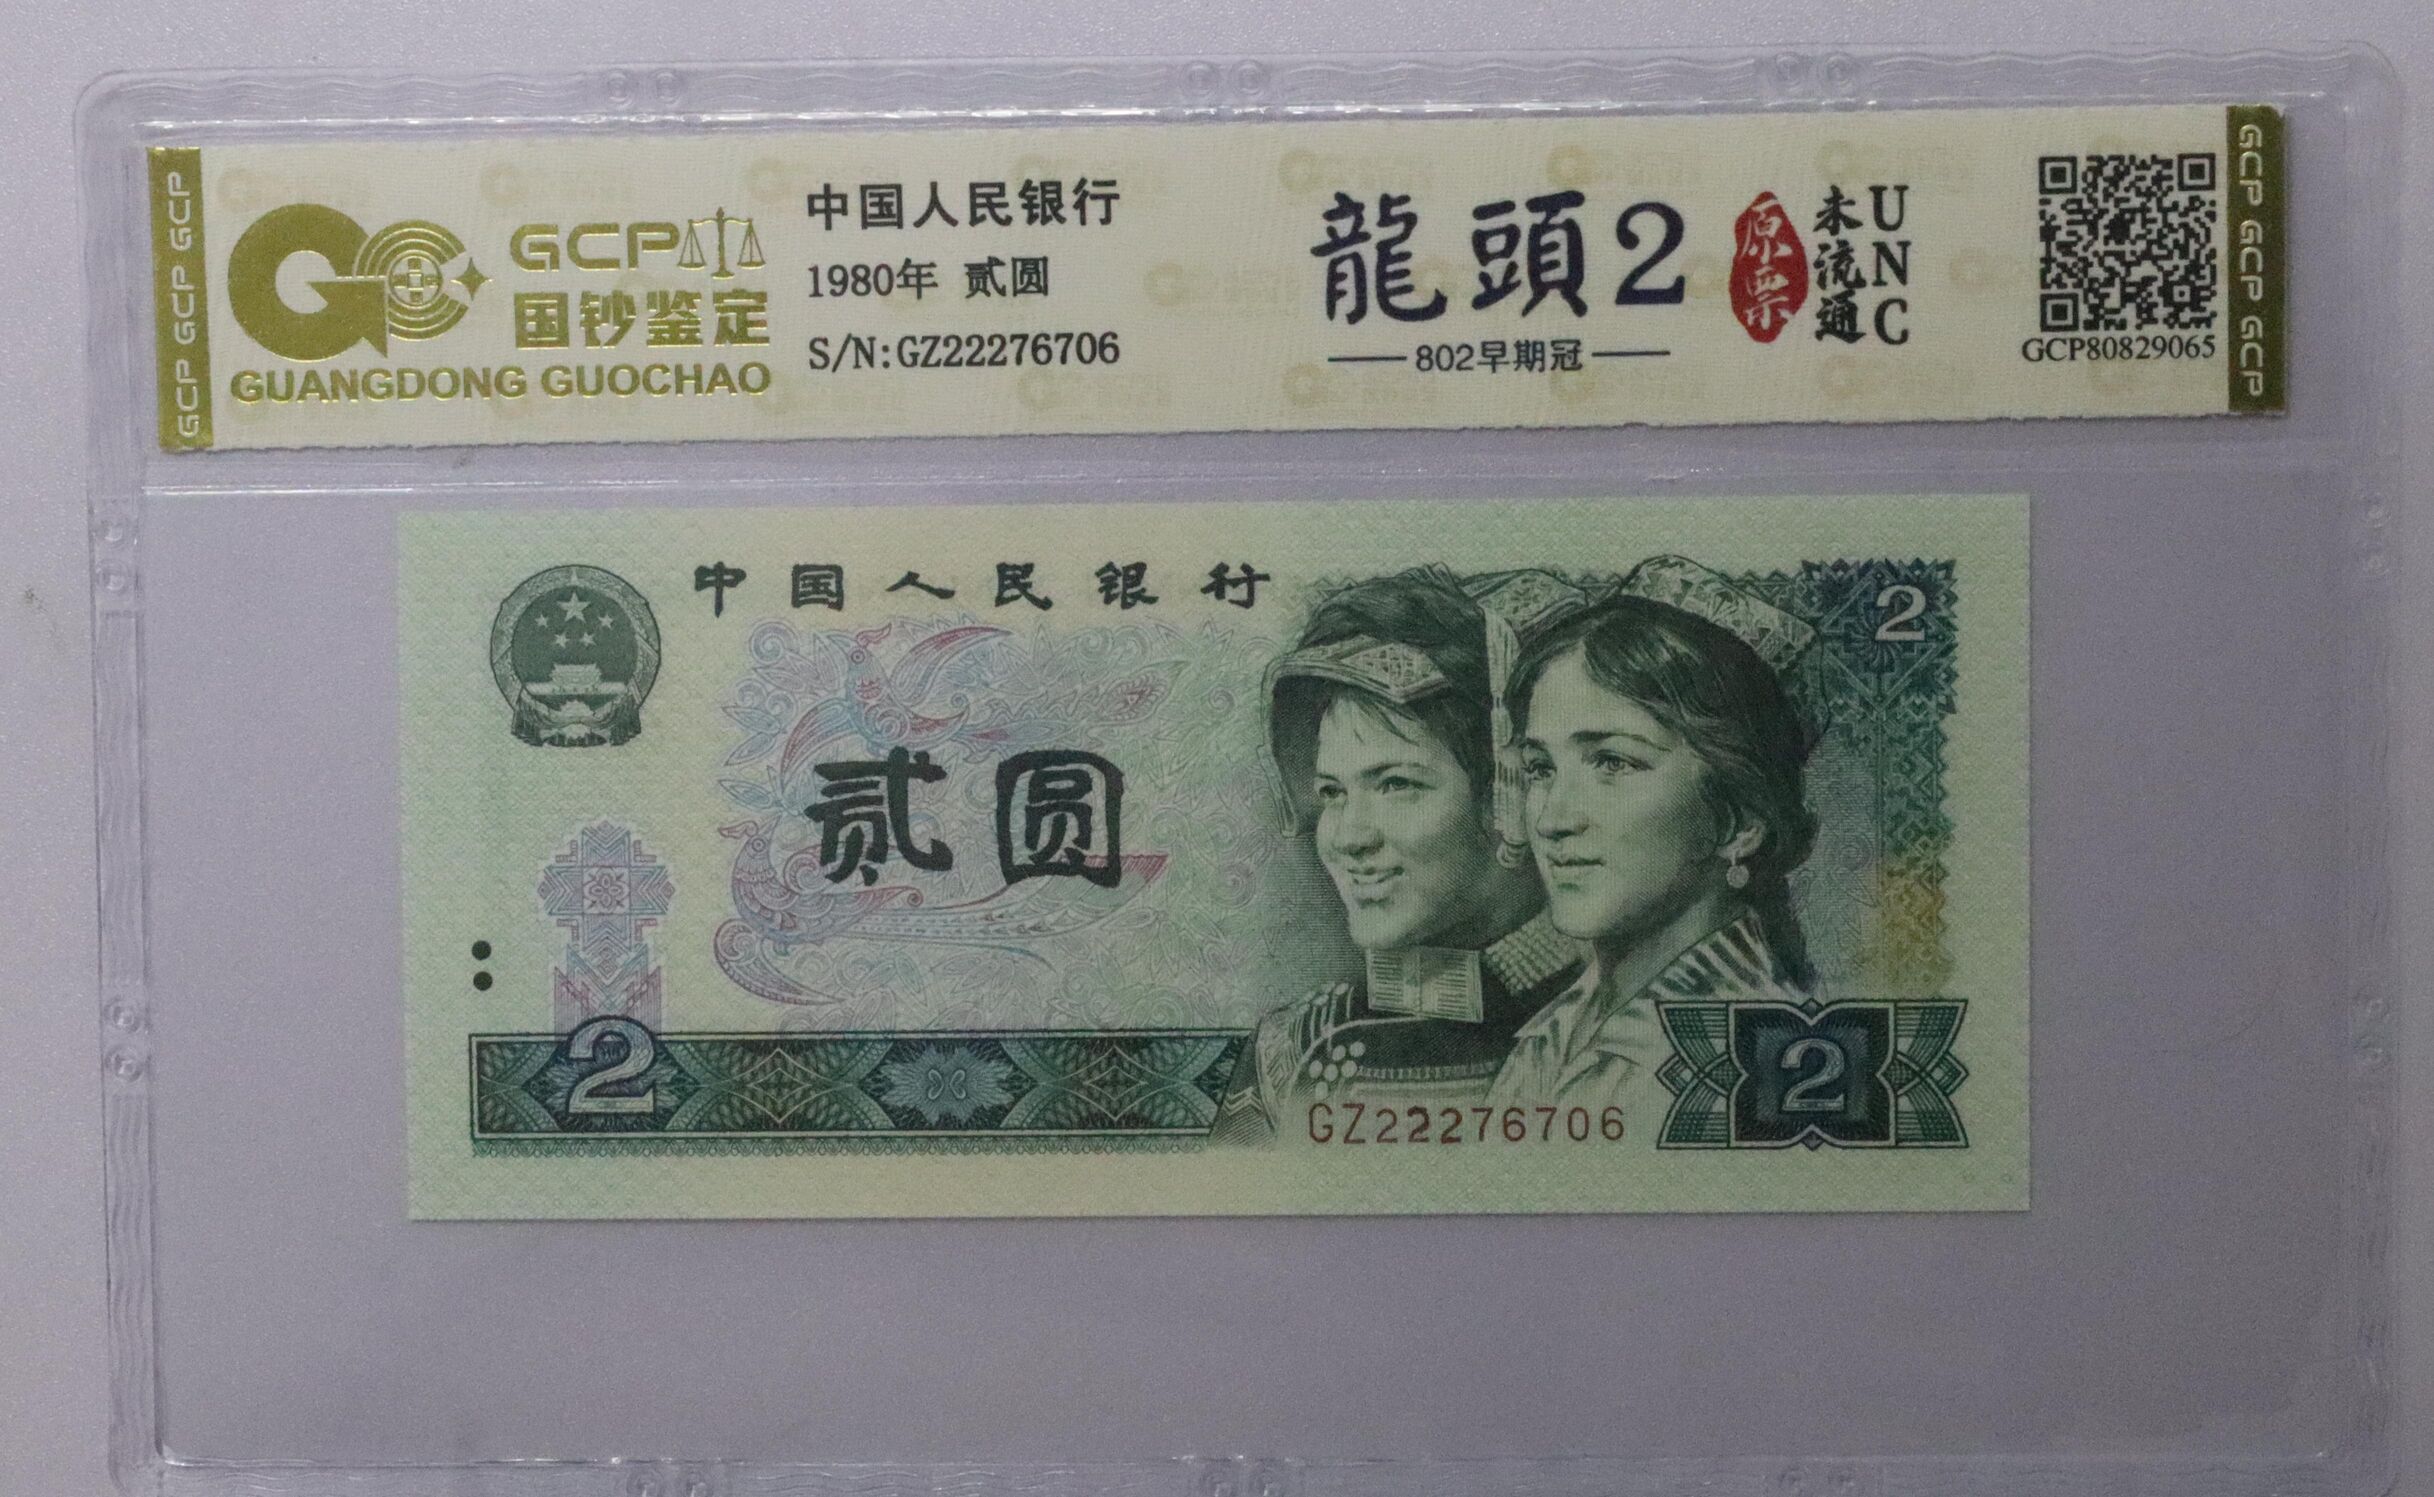 GCP GCP GCP
GCP
国钞鉴定
GUANGDONG GUOCHAO
中国人民银行
1980年 贰圆
S/N:GZ22276706
龍頭2
802早期冠
原票
未流通
UNC
GCP80829065
GCP GCP GCP
中国人民银行
2
贰圆
2
GZ22276706
2